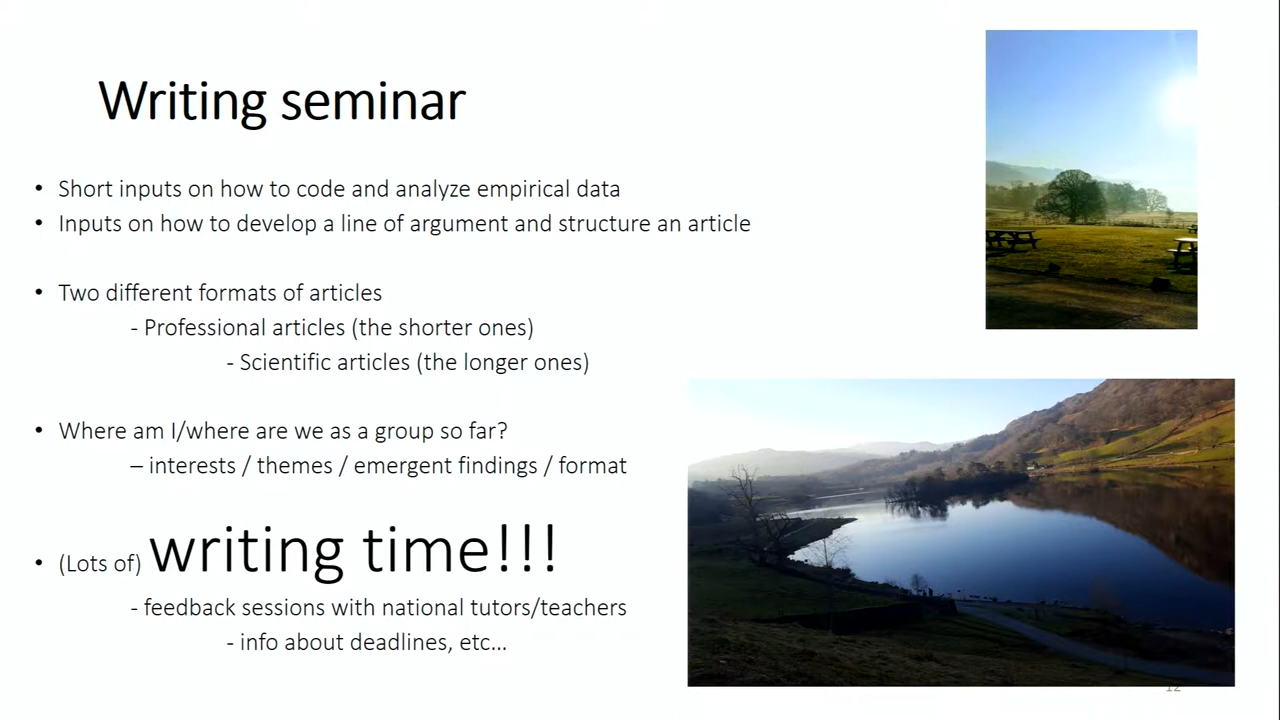 Writing seminar
• Short inputs on how to code and analyze empirical data
• Inputs on how to develop a line of argument and structure an article
• Two different formats of articles
- Professional articles (the shorter ones)
- Scientific articles (the longer ones)
• Where am I/where are we as a group so far?
– interests / themes / emergent findings / format
• (Lots of) writing time!!!
- feedback sessions with national tutors/teachers
- info about deadlines, etc...
12